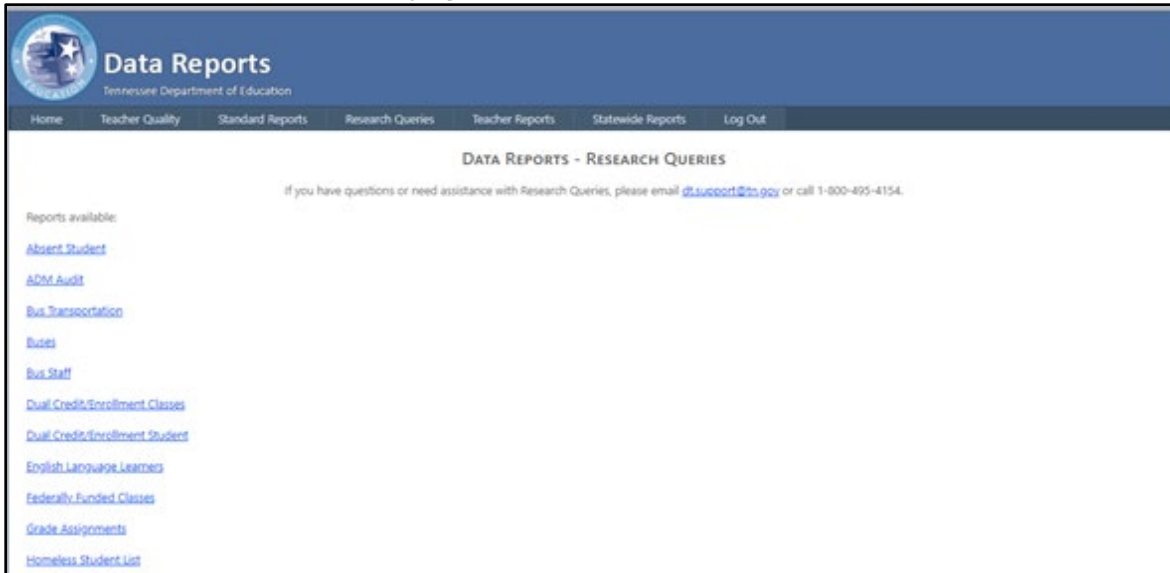 EDUCATION
Data Reports
Tennessee Department of Education
Home Teacher Quality Standard Reports Research Queries Teacher Reports Statewide Reports Log Out
DATA REPORTS - RESEARCH QUERIES
If you have questions or need assistance with Research Queries, please email dt.support@tn.gov or call 1-800-495-4154.
Reports available:
Absent Student
ADM Audit
Bus Transportation
Buses
Bus Staff
Dual Credit/Enrollment Classes
Dual Credit/Enrollment Student
English Language Learners
Federally Funded Classes
Grade Assignments
Homeless Student List